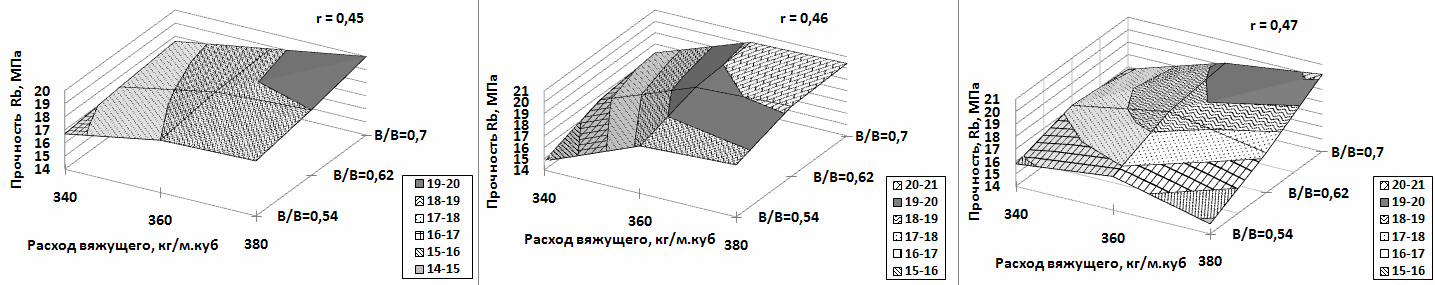 r = 0,45
Прочность Rb, МПа
20
19
18
17
16
15
14
340
360
380
В/В=0,7
В/В=0,62
В/В=0,54
Расход вяжущего, кг/м.куб
19-20
18-19
17-18
16-17
15-16
14-15
r = 0,46
Прочность Rb, МПа
21
20
19
18
17
16
15
14
340
360
380
В/В=0,7
В/В=0,62
В/В=0,54
Расход вяжущего, кг/м.куб
20-21
19-20
18-19
17-18
16-17
15-16
r = 0,47
Прочность, Rb, МПа
21
20
19
18
17
16
15
14
340
360
380
В/В=0,7
В/В=0,62
В/В=0,54
Расход вяжущего, кг/м.куб
20-21
19-20
18-19
17-18
16-17
15-16